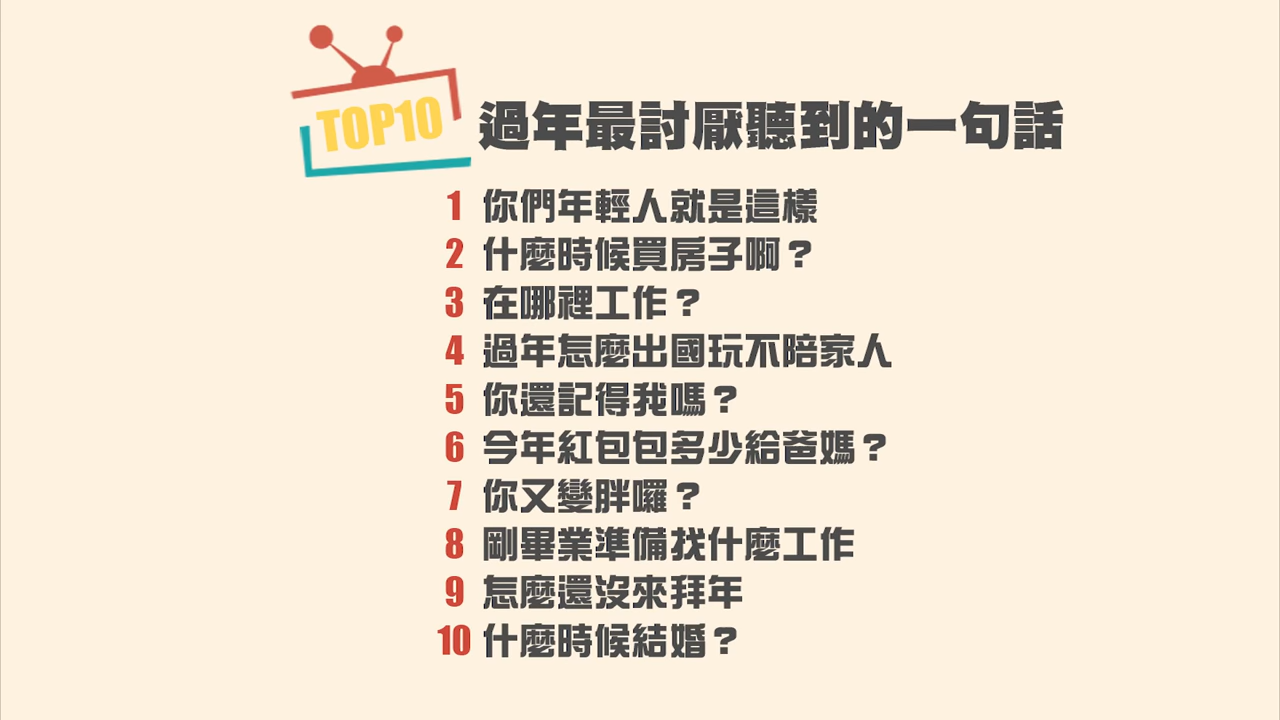 TOP10
過年最討厭聽到的一句話
1 你們年輕人就是這樣
2 什麼時候買房子啊？
3 在哪裡工作？
4 過年怎麼出國玩不陪家人
5 你還記得我嗎？
6 今年紅包包多少給爸媽？
7 你又變胖囉？
8 剛畢業準備找什麼工作
9 怎麼還沒來拜年
10 什麼時候結婚？